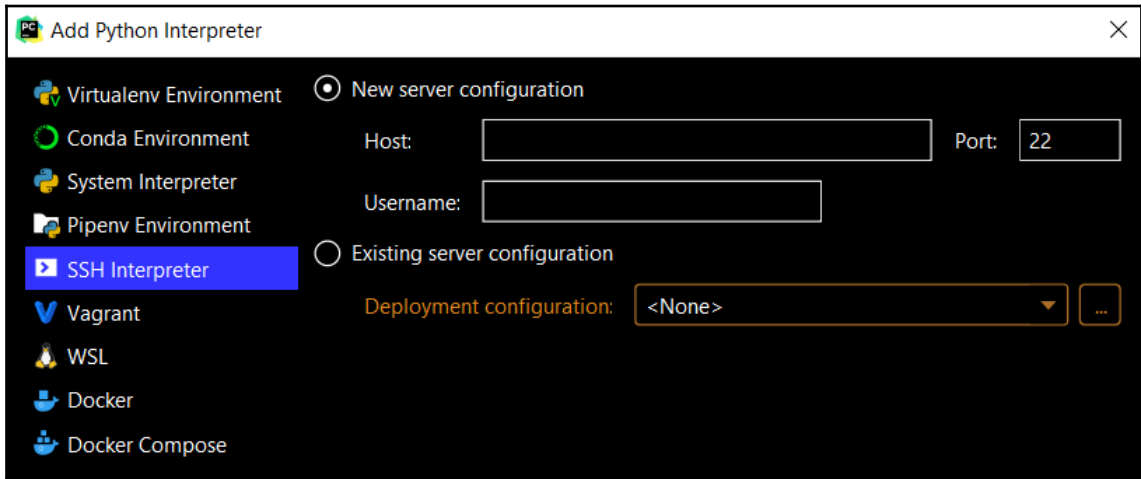 PC
Add Python Interpreter
Virtualenv Environment
Conda Environment
System Interpreter
Pipenv Environment
SSH Interpreter
Vagrant
WSL
Docker
Docker Compose
New server configuration
Host:
Port: 22
Username:
Existing server configuration
Deployment configuration: <None> ...